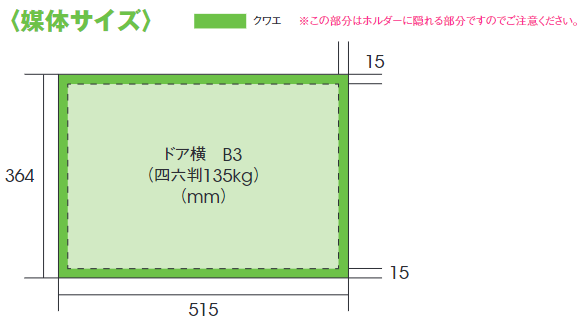 〈媒体サイズ〉
クワエ ※この部分はホルダーに隠れる部分ですのでご注意ください。
15
ドア横 B3
（四六判135kg）
（mm）
364
15
515